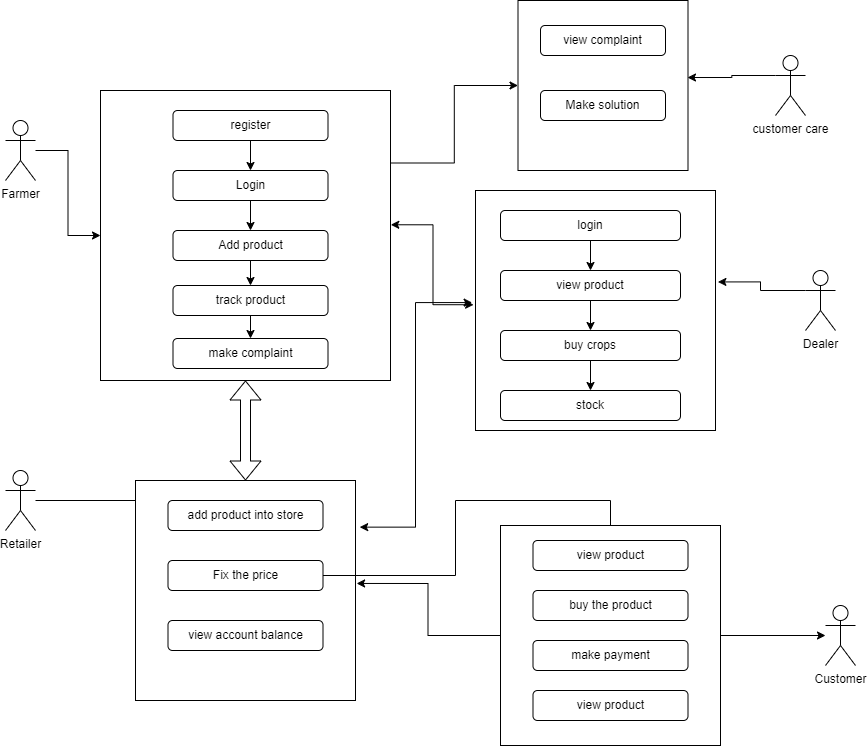 view complaint
Make solution
customer care
Farmer
register
Login
Add product
track product
make complaint
login
view product
buy crops
stock
Dealer
Retailer
add product into store
Fix the price
view account balance
view product
buy the product
make payment
view product
Customer